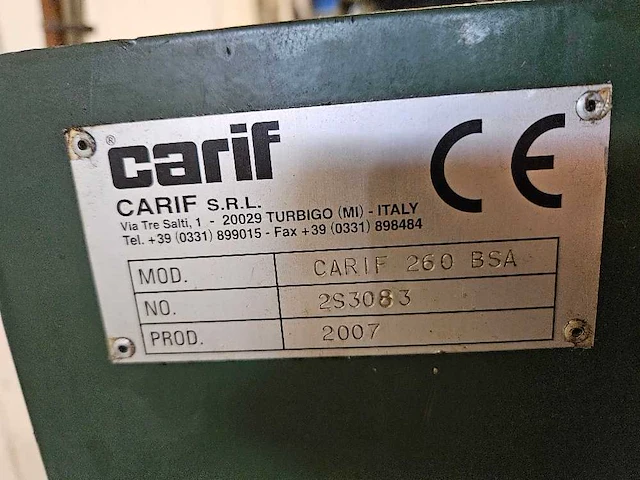 ® carif
CARIF S.R.L.
Via Tre Salti, 1 - 20029 TURBIGO (MI) - ITALY
Tel. +39 (0331) 899015 - Fax +39 (0331) 898484
CE
MOD. CARIF 260 BSA
NO. 2S3083
PROD. 2007